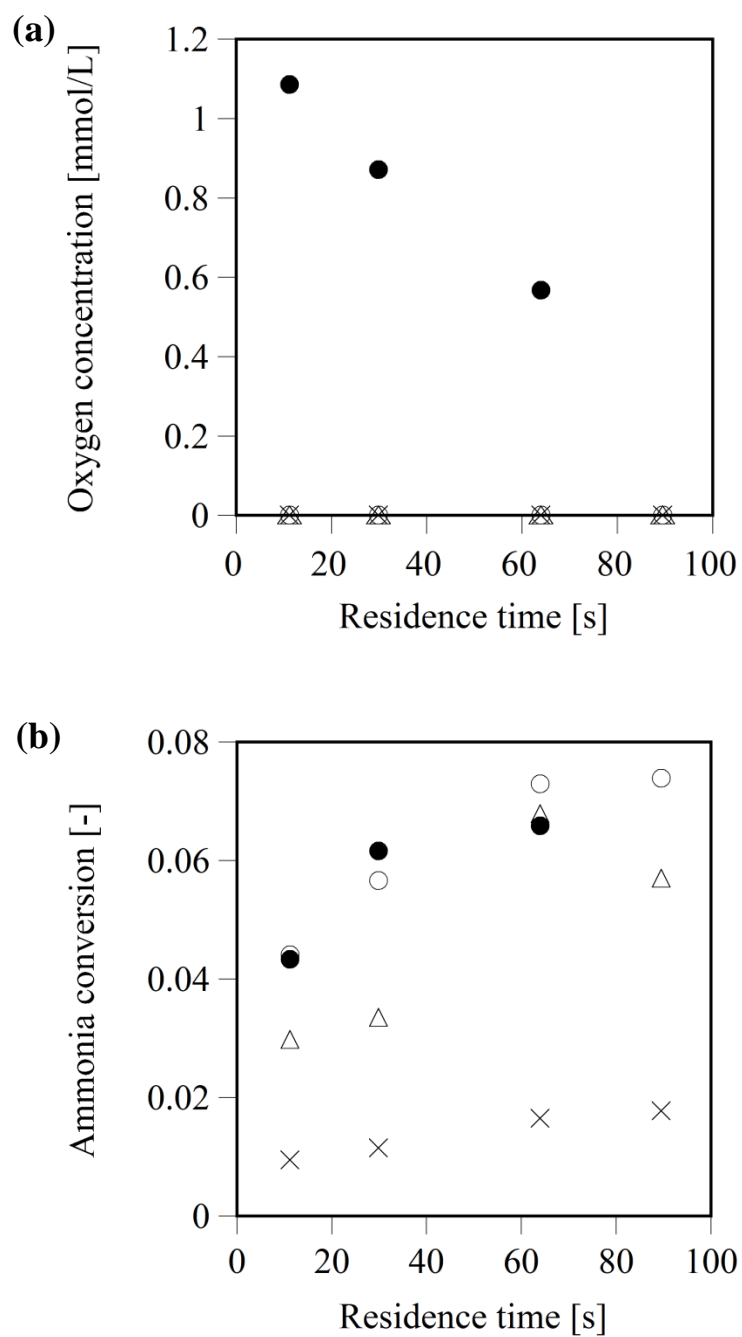 (a)
Oxygen concentration [mmol/L]
1.2
1
0.8
0.6
0.4
0.2
0
0 20 40 60 80 100
Residence time [s]
(b)
Ammonia conversion [-]
0.08
0.06
0.04
0.02
0
0 20 40 60 80 100
Residence time [s]